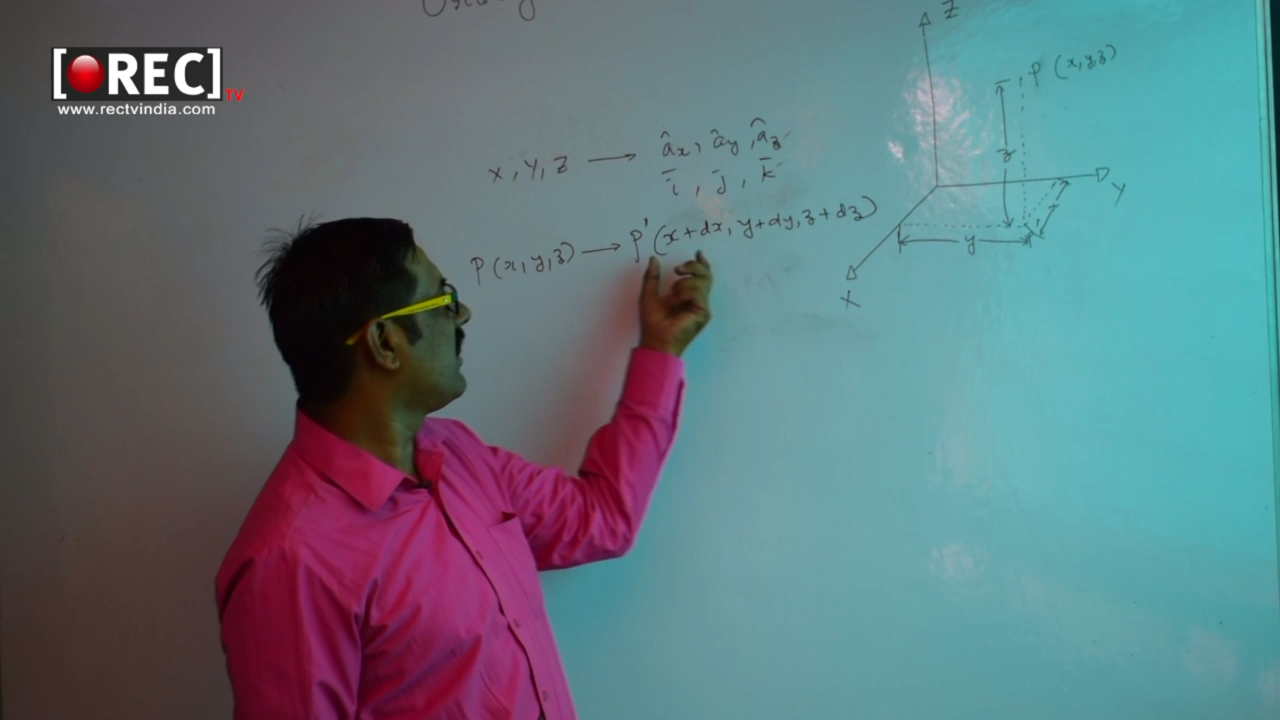 [REC] TV
www.rectvindia.com
X, Y, Z → âx, ây, âz
i̅, j̅, k̅
P (x, y, z) → P' (x+dx, y+dy, z+dz)
Z
P (x, y, z)
z
Y
x
y
X